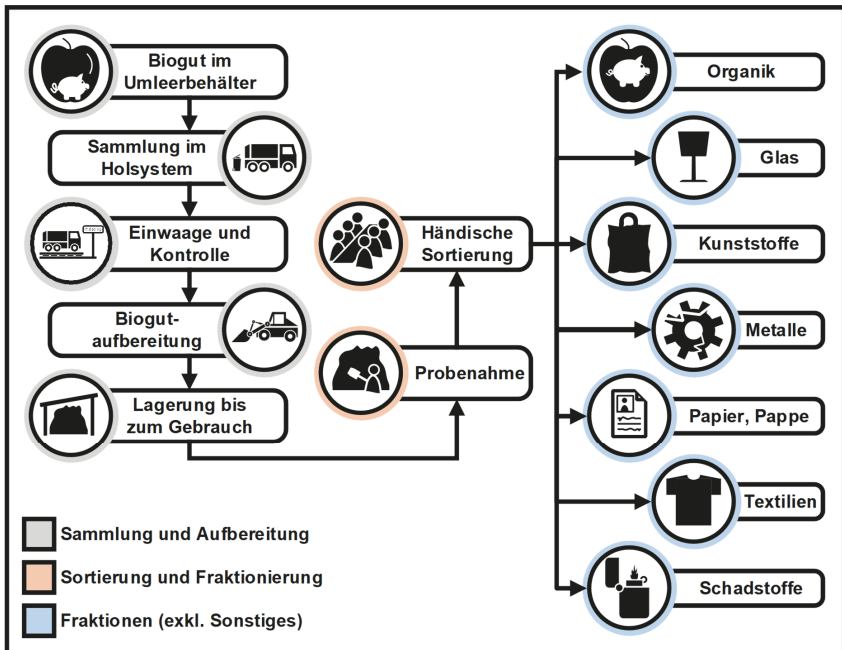 Biogut im
Umleerbehälter
Sammlung im
Holsystem
Einwaage und
Kontrolle
Biogut-
aufbereitung
Lagerung bis
zum Gebrauch
Händische
Sortierung
Probenahme
Organik
Glas
Kunststoffe
Metalle
Papier, Pappe
Textilien
Schadstoffe
Sammlung und Aufbereitung
Sortierung und Fraktionierung
Fraktionen (exkl. Sonstiges)